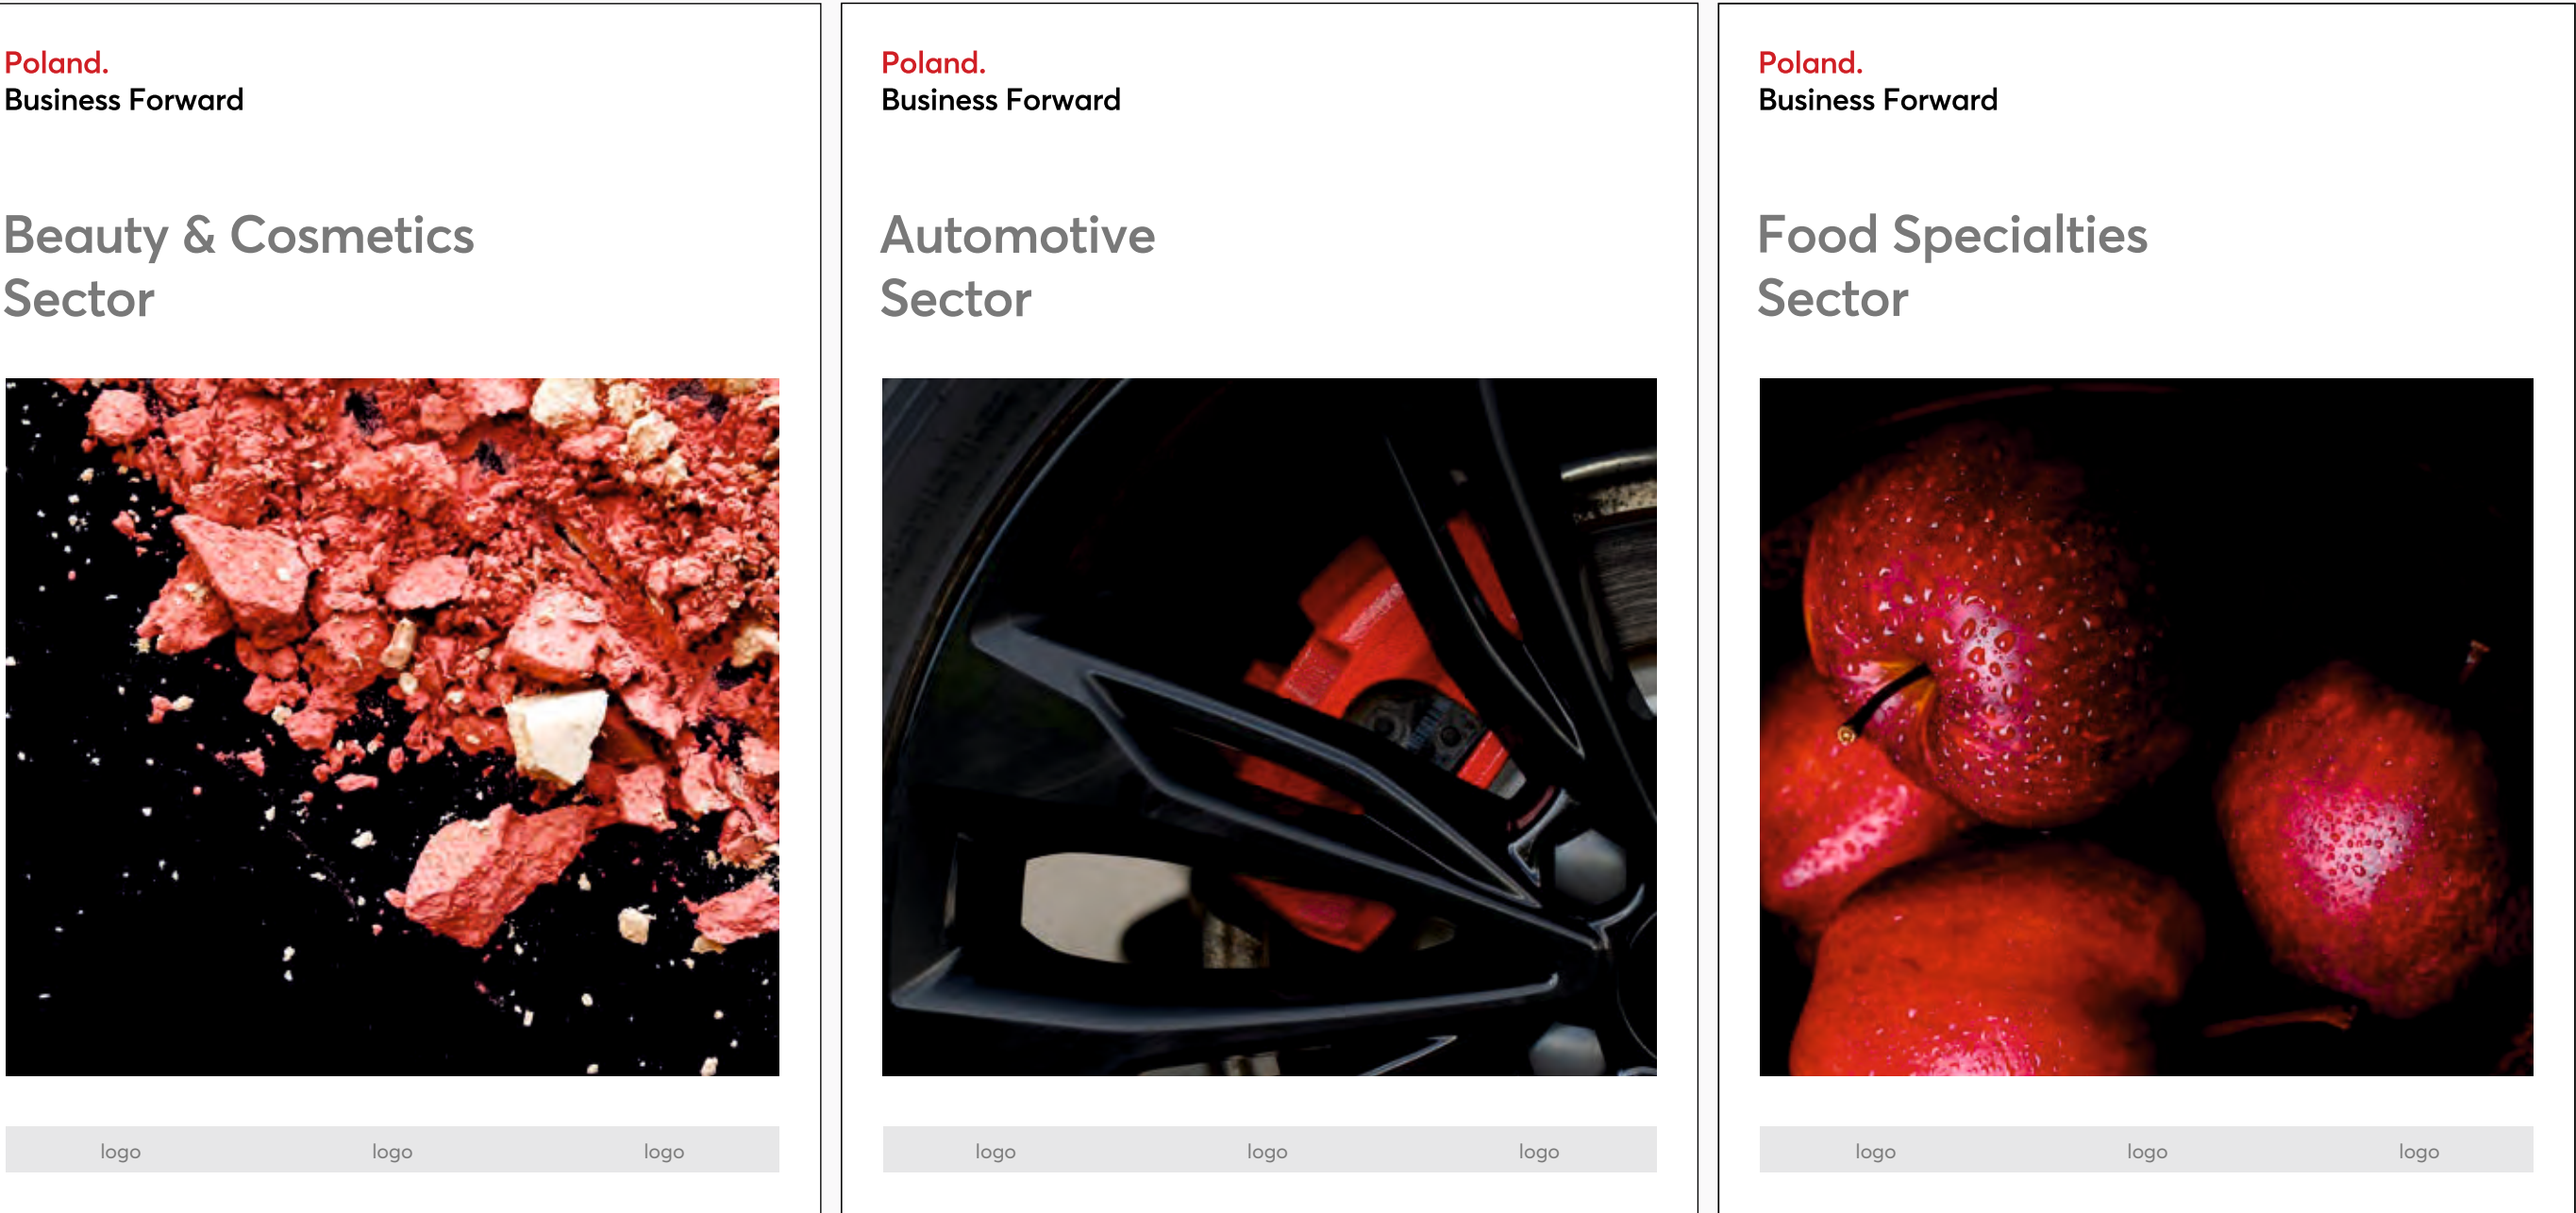 Poland.
Business Forward
Beauty & Cosmetics
Sector
logo logo logo
Poland.
Business Forward
Automotive
Sector
logo logo logo
Poland.
Business Forward
Food Specialties
Sector
logo logo logo